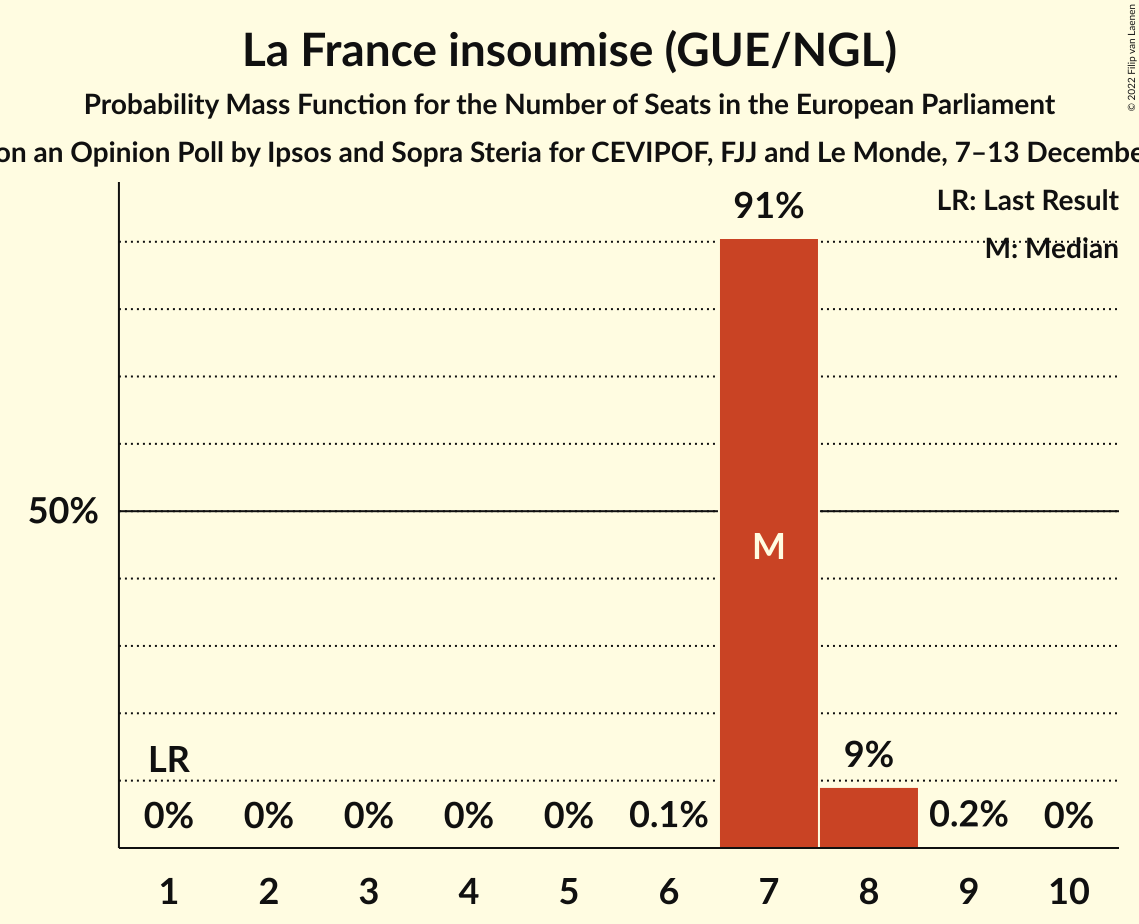 La France insoumise (GUE/NGL)
Probability Mass Function for the Number of Seats in the European Parliament
on an Opinion Poll by Ipsos and Sopra Steria for CEVIPOF, FJJ and Le Monde, 7–13 Decembe
© 2022 Filip van Laenen
LR: Last Result
M: Median
91%
50%
M
LR
9%
0% 0% 0% 0% 0% 0.1% 0.2% 0%
1 2 3 4 5 6 7 8 9 10